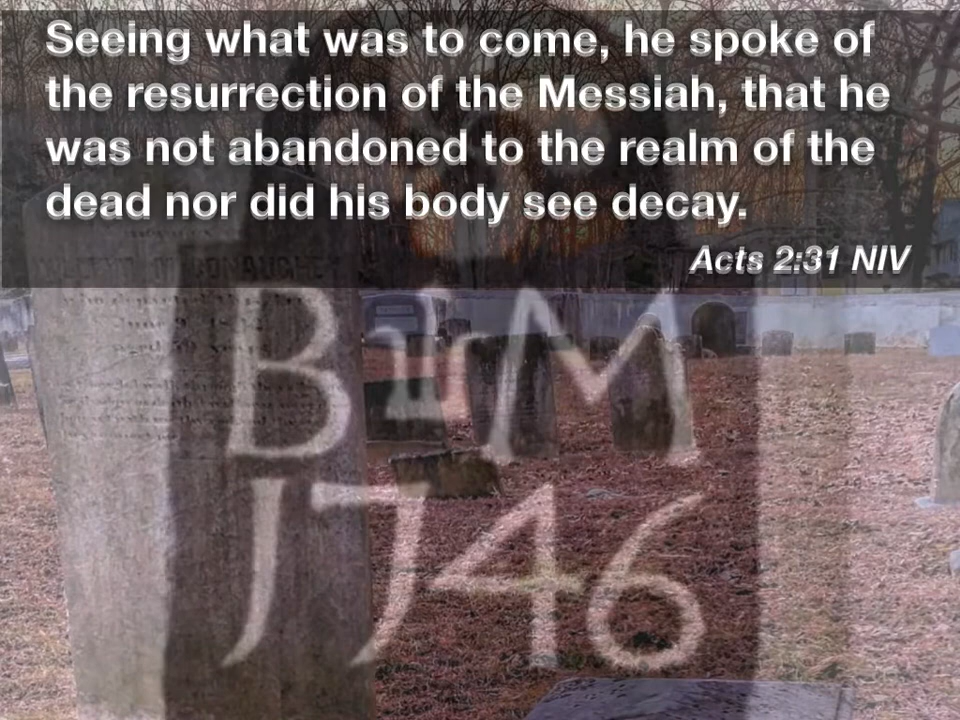 Seeing what was to come, he spoke of
the resurrection of the Messiah, that he
was not abandoned to the realm of the
dead nor did his body see decay.
Acts 2:31 NIV
B M
1746